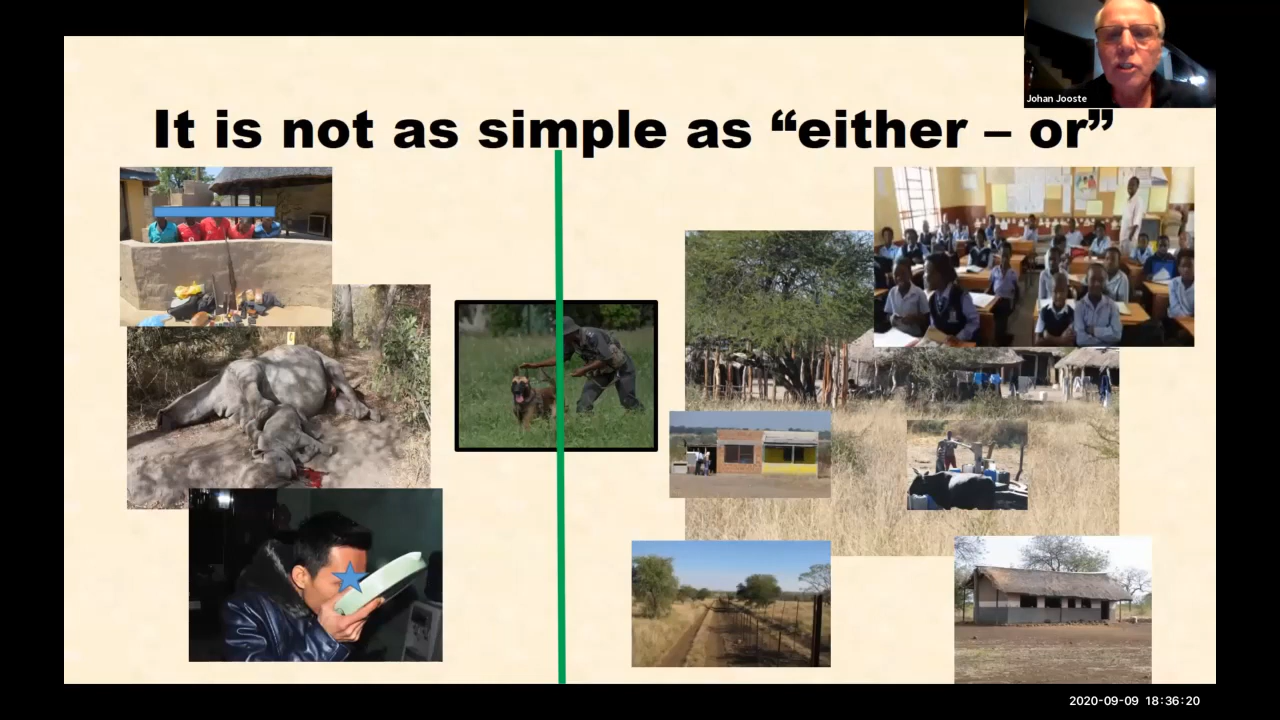 Johan Jooste
It is not as simple as “either – or”
2020-09-09 18:36:20